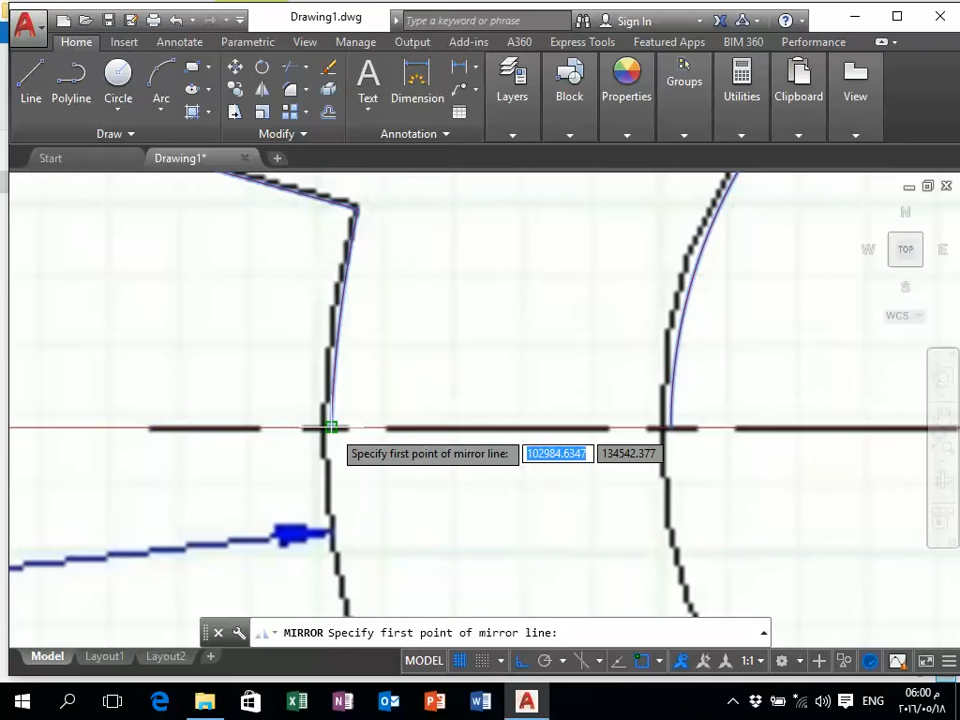 Drawing1.dwg
Type a keyword or phrase
Sign In
Home Insert Annotate Parametric View Manage Output Add-ins A360 Express Tools Featured Apps BIM 360 Performance
Line Polyline Circle Arc Text Dimension Layers Block Properties Groups Utilities Clipboard View
Draw Modify Annotation
Start Drawing1*
N
W TOP E
S
WCS
Specify first point of mirror line: 102984.6347 134542.377
MIRROR Specify first point of mirror line:
Model Layout1 Layout2 + MODEL 1:1
ENG
06:00 م
٢٠١٦/٠٥/١٨